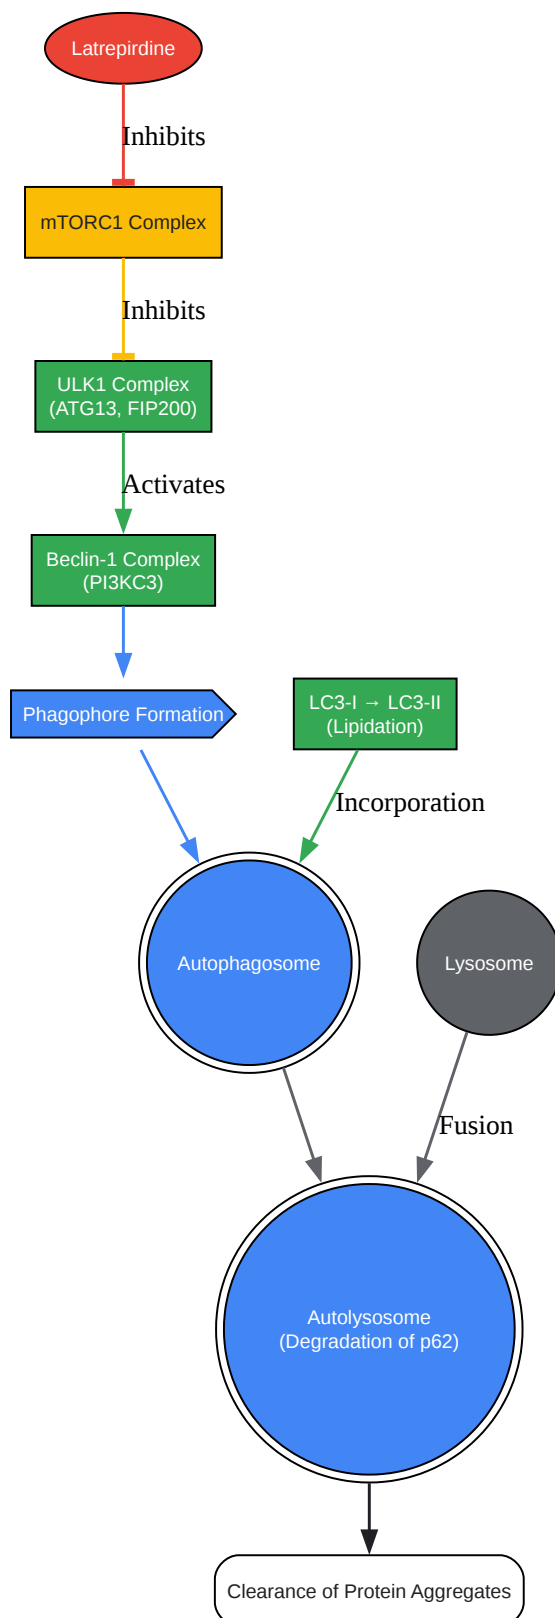 Latrepirdine
Inhibits
mTORC1 Complex
Inhibits
ULK1 Complex
(ATG13, FIP200)
Activates
Beclin-1 Complex
(PI3KC3)
Phagophore Formation
LC3-I → LC3-II
(Lipidation)
Incorporation
Autophagosome
Lysosome
Fusion
Autolysosome
(Degradation of p62)
Clearance of Protein Aggregates